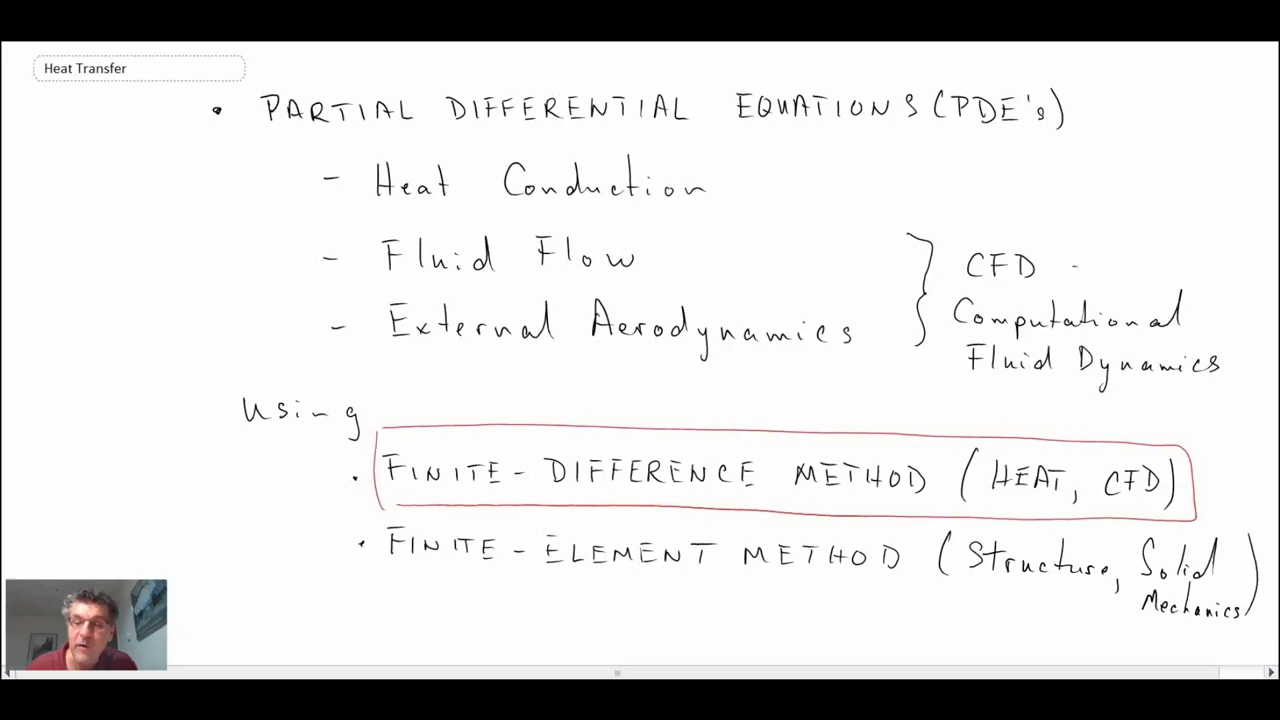 Heat Transfer
• PARTIAL DIFFERENTIAL EQUATIONS (PDE's)
- Heat Conduction
- Fluid Flow
- External Aerodynamics
} CFD -
Computational
Fluid Dynamics
Using
• FINITE-DIFFERENCE METHOD (HEAT, CFD)
• FINITE-ELEMENT METHOD (Structure, Solid
Mechanics)